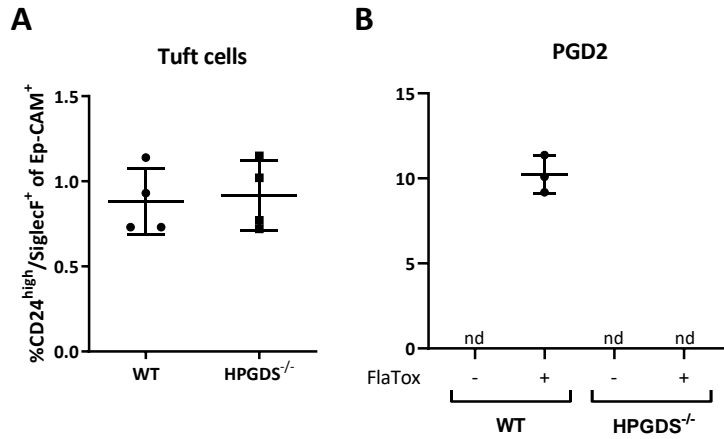 A
Tuft cells
%CD24high/SiglecF+ of Ep-CAM+
1.5
1.0
0.5
0.0
WT
HPGDS-/-
B
PGD2
15
10
5
0
nd
nd
nd
FlaTox
- + - +
WT
HPGDS-/-